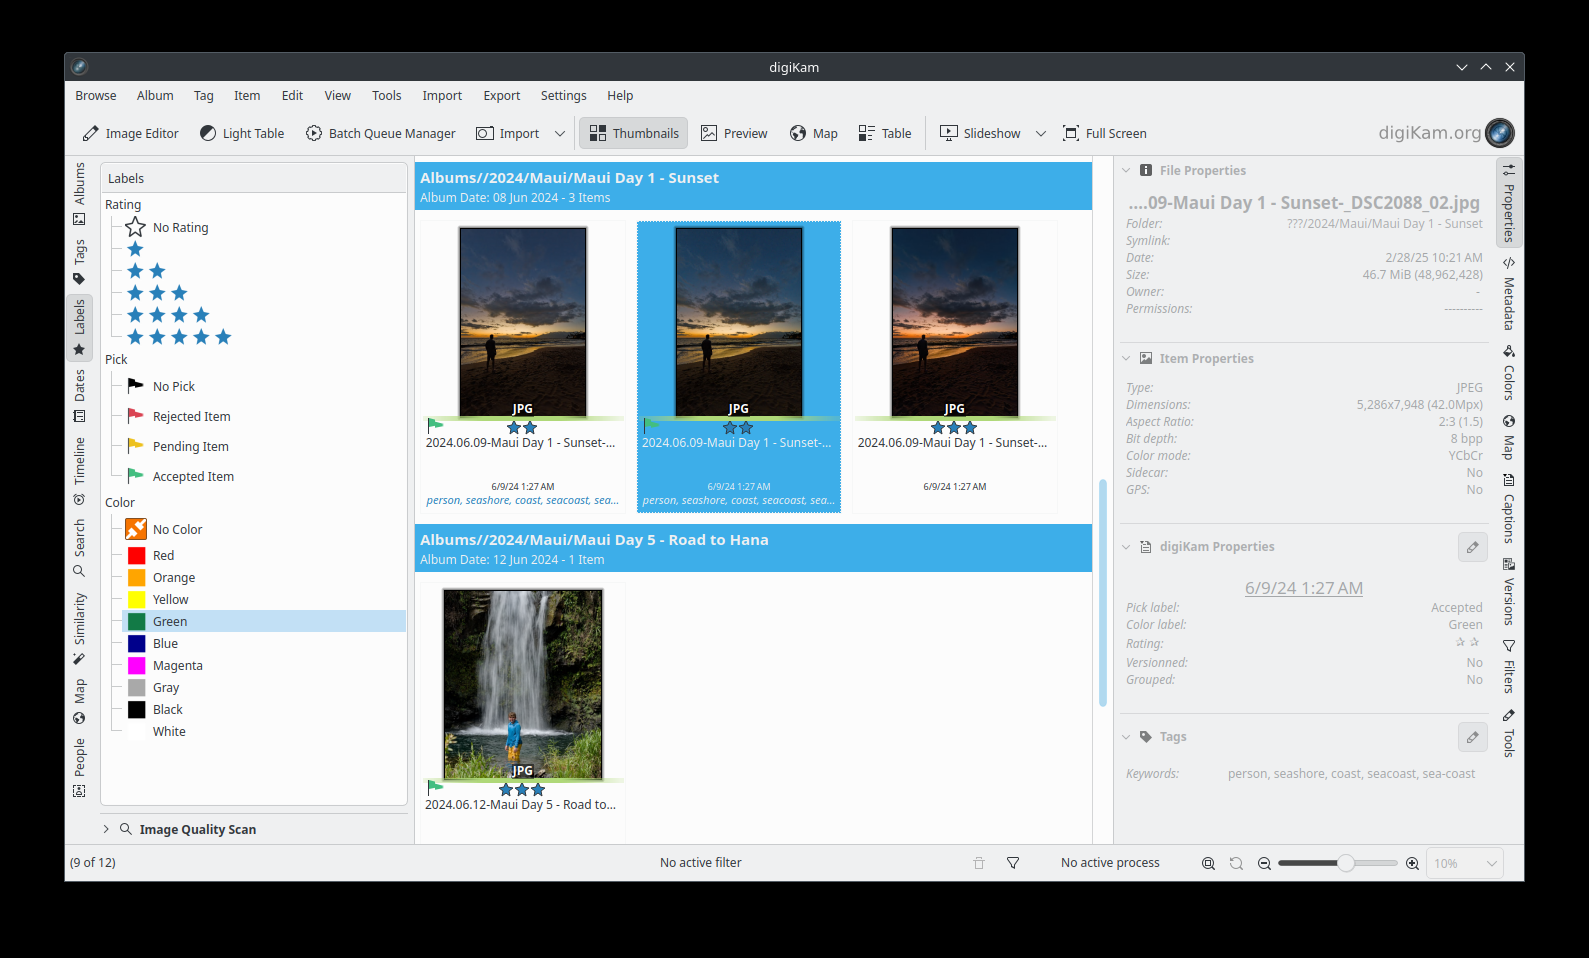 digiKam
Browse Album Tag Item Edit View Tools Import Export Settings Help
Image Editor Light Table Batch Queue Manager Import Thumbnails Preview Map Table Slideshow Full Screen digiKam.org
Albums
Tags
Labels
Dates
Timeline
Search
Similarity
Map
People
Labels
Rating
No Rating
Pick
No Pick
Rejected Item
Pending Item
Accepted Item
Color
No Color
Red
Orange
Yellow
Green
Blue
Magenta
Gray
Black
White
Image Quality Scan
Albums//2024/Maui/Maui Day 1 - Sunset
Album Date: 08 Jun 2024 - 3 Items
JPG JPG JPG
2024.06.09-Maui Day 1 - Sunset-... 2024.06.09-Maui Day 1 - Sunset-... 2024.06.09-Maui Day 1 - Sunset-...
6/9/24 1:27 AM 6/9/24 1:27 AM 6/9/24 1:27 AM
person, seashore, coast, seacoast, sea... person, seashore, coast, seacoast, sea...
Albums//2024/Maui/Maui Day 5 - Road to Hana
Album Date: 12 Jun 2024 - 1 Item
JPG
2024.06.12-Maui Day 5 - Road to...
File Properties
....09-Maui Day 1 - Sunset-_DSC2088_02.jpg
Folder: ???/2024/Maui/Maui Day 1 - Sunset
Symlink:
Date: 2/28/25 10:21 AM
Size: 46.7 MiB (48,962,428)
Owner: -
Permissions: ----------
Item Properties
Type: JPEG
Dimensions: 5,286x7,948 (42.0Mpx)
Aspect Ratio: 2:3 (1.5)
Bit depth: 8 bpp
Color mode: YCbCr
Sidecar: No
GPS: No
digiKam Properties
6/9/24 1:27 AM
Pick label: Accepted
Color label: Green
Rating:
Versionned: No
Grouped: No
Tags
Keywords: person, seashore, coast, seacoast, sea-coast
Properties
Metadata
Colors
Map
Captions
Versions
Filters
Tools
(9 of 12) No active filter No active process 10%